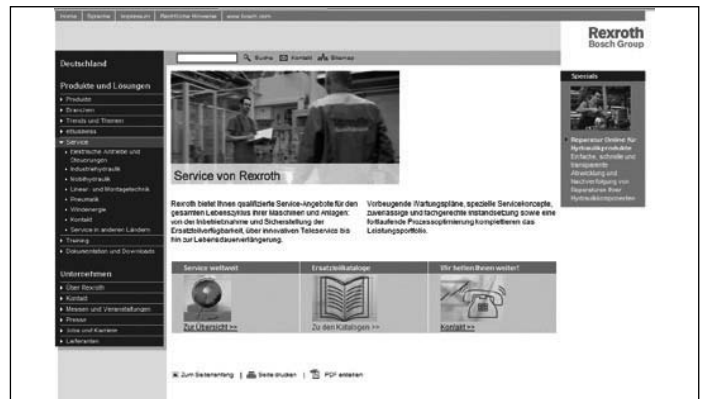 Home | Sprache | Impressum | Rechtliche Hinweise | www.bosch.com
Rexroth
Bosch Group
Suche Kontakt Sitemap
Deutschland
Produkte und Lösungen
Produkte
Branchen
Trends und Themen
eBusiness
Service
Elektrische Antriebe und
Steuerungen
Industriehydraulik
Mobilhydraulik
Linear- und Montagetechnik
Pneumatik
Windenergie
Kontakt
Service in anderen Ländern
Training
Dokumentation und Downloads
Unternehmen
Über Rexroth
Kontakt
Messen und Veranstaltungen
Presse
Jobs und Karriere
Lieferanten
Service von Rexroth
Rexroth bietet Ihnen qualifizierte Service-Angebote für den
gesamten Lebenszyklus Ihrer Maschinen und Anlagen:
von der Inbetriebnahme und Sicherstellung der
Ersatzteilverfügbarkeit, über innovativen Teleservice bis
hin zur Lebensdauerverlängerung.
Vorbeugende Wartungspläne, spezielle Servicekonzepte,
zuverlässige und fachgerechte Instandsetzung sowie eine
fortlaufende Prozessoptimierung komplettieren das
Leistungsportfolio.
Service weltweit
Zur Übersicht >>
Ersatzteilkataloge
Zu den Katalogen >>
Wir helfen Ihnen weiter!
Kontakt >>
Specials
Reparatur Online für
Hydraulikprodukte
Einfache, schnelle und
transparente
Abwicklung und
Nachverfolgung von
Reparaturen Ihrer
Hydraulikkomponenten
Zum Seitenanfang | Seite drucken | PDF erstellen